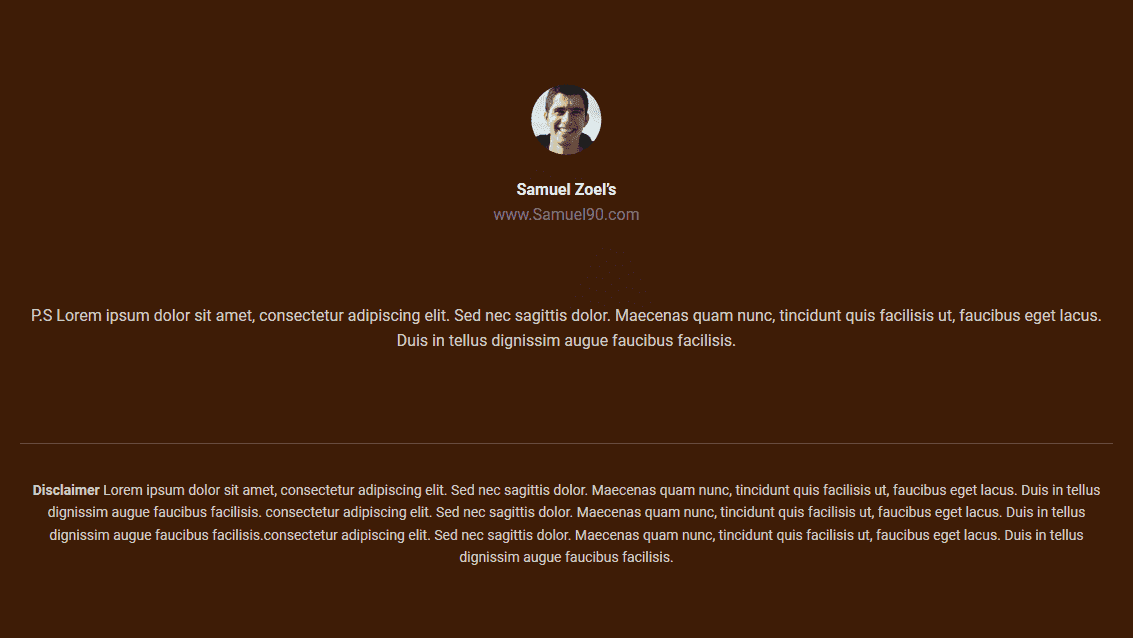 Samuel Zoel’s
www.Samuel90.com
P.S Lorem ipsum dolor sit amet, consectetur adipiscing elit. Sed nec sagittis dolor. Maecenas quam nunc, tincidunt quis facilisis ut, faucibus eget lacus.
Duis in tellus dignissim augue faucibus facilisis.
Disclaimer Lorem ipsum dolor sit amet, consectetur adipiscing elit. Sed nec sagittis dolor. Maecenas quam nunc, tincidunt quis facilisis ut, faucibus eget lacus. Duis in tellus
dignissim augue faucibus facilisis. consectetur adipiscing elit. Sed nec sagittis dolor. Maecenas quam nunc, tincidunt quis facilisis ut, faucibus eget lacus. Duis in tellus
dignissim augue faucibus facilisis.consectetur adipiscing elit. Sed nec sagittis dolor. Maecenas quam nunc, tincidunt quis facilisis ut, faucibus eget lacus. Duis in tellus
dignissim augue faucibus facilisis.